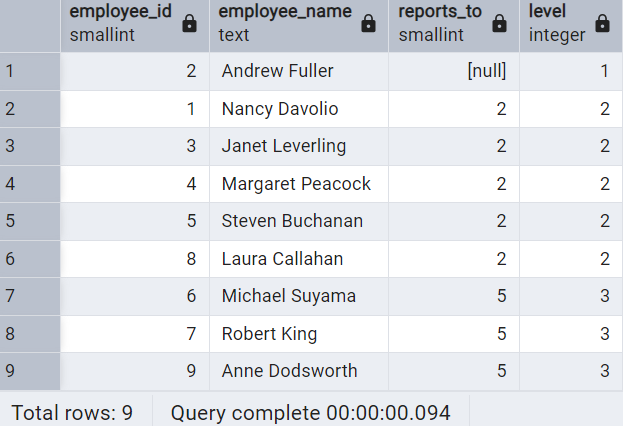 employee_id employee_name reports_to level
smallint text smallint integer
1 2 Andrew Fuller [null] 1
2 1 Nancy Davolio 2 2
3 3 Janet Leverling 2 2
4 4 Margaret Peacock 2 2
5 5 Steven Buchanan 2 2
6 8 Laura Callahan 2 2
7 6 Michael Suyama 5 3
8 7 Robert King 5 3
9 9 Anne Dodsworth 5 3
Total rows: 9 Query complete 00:00:00.094